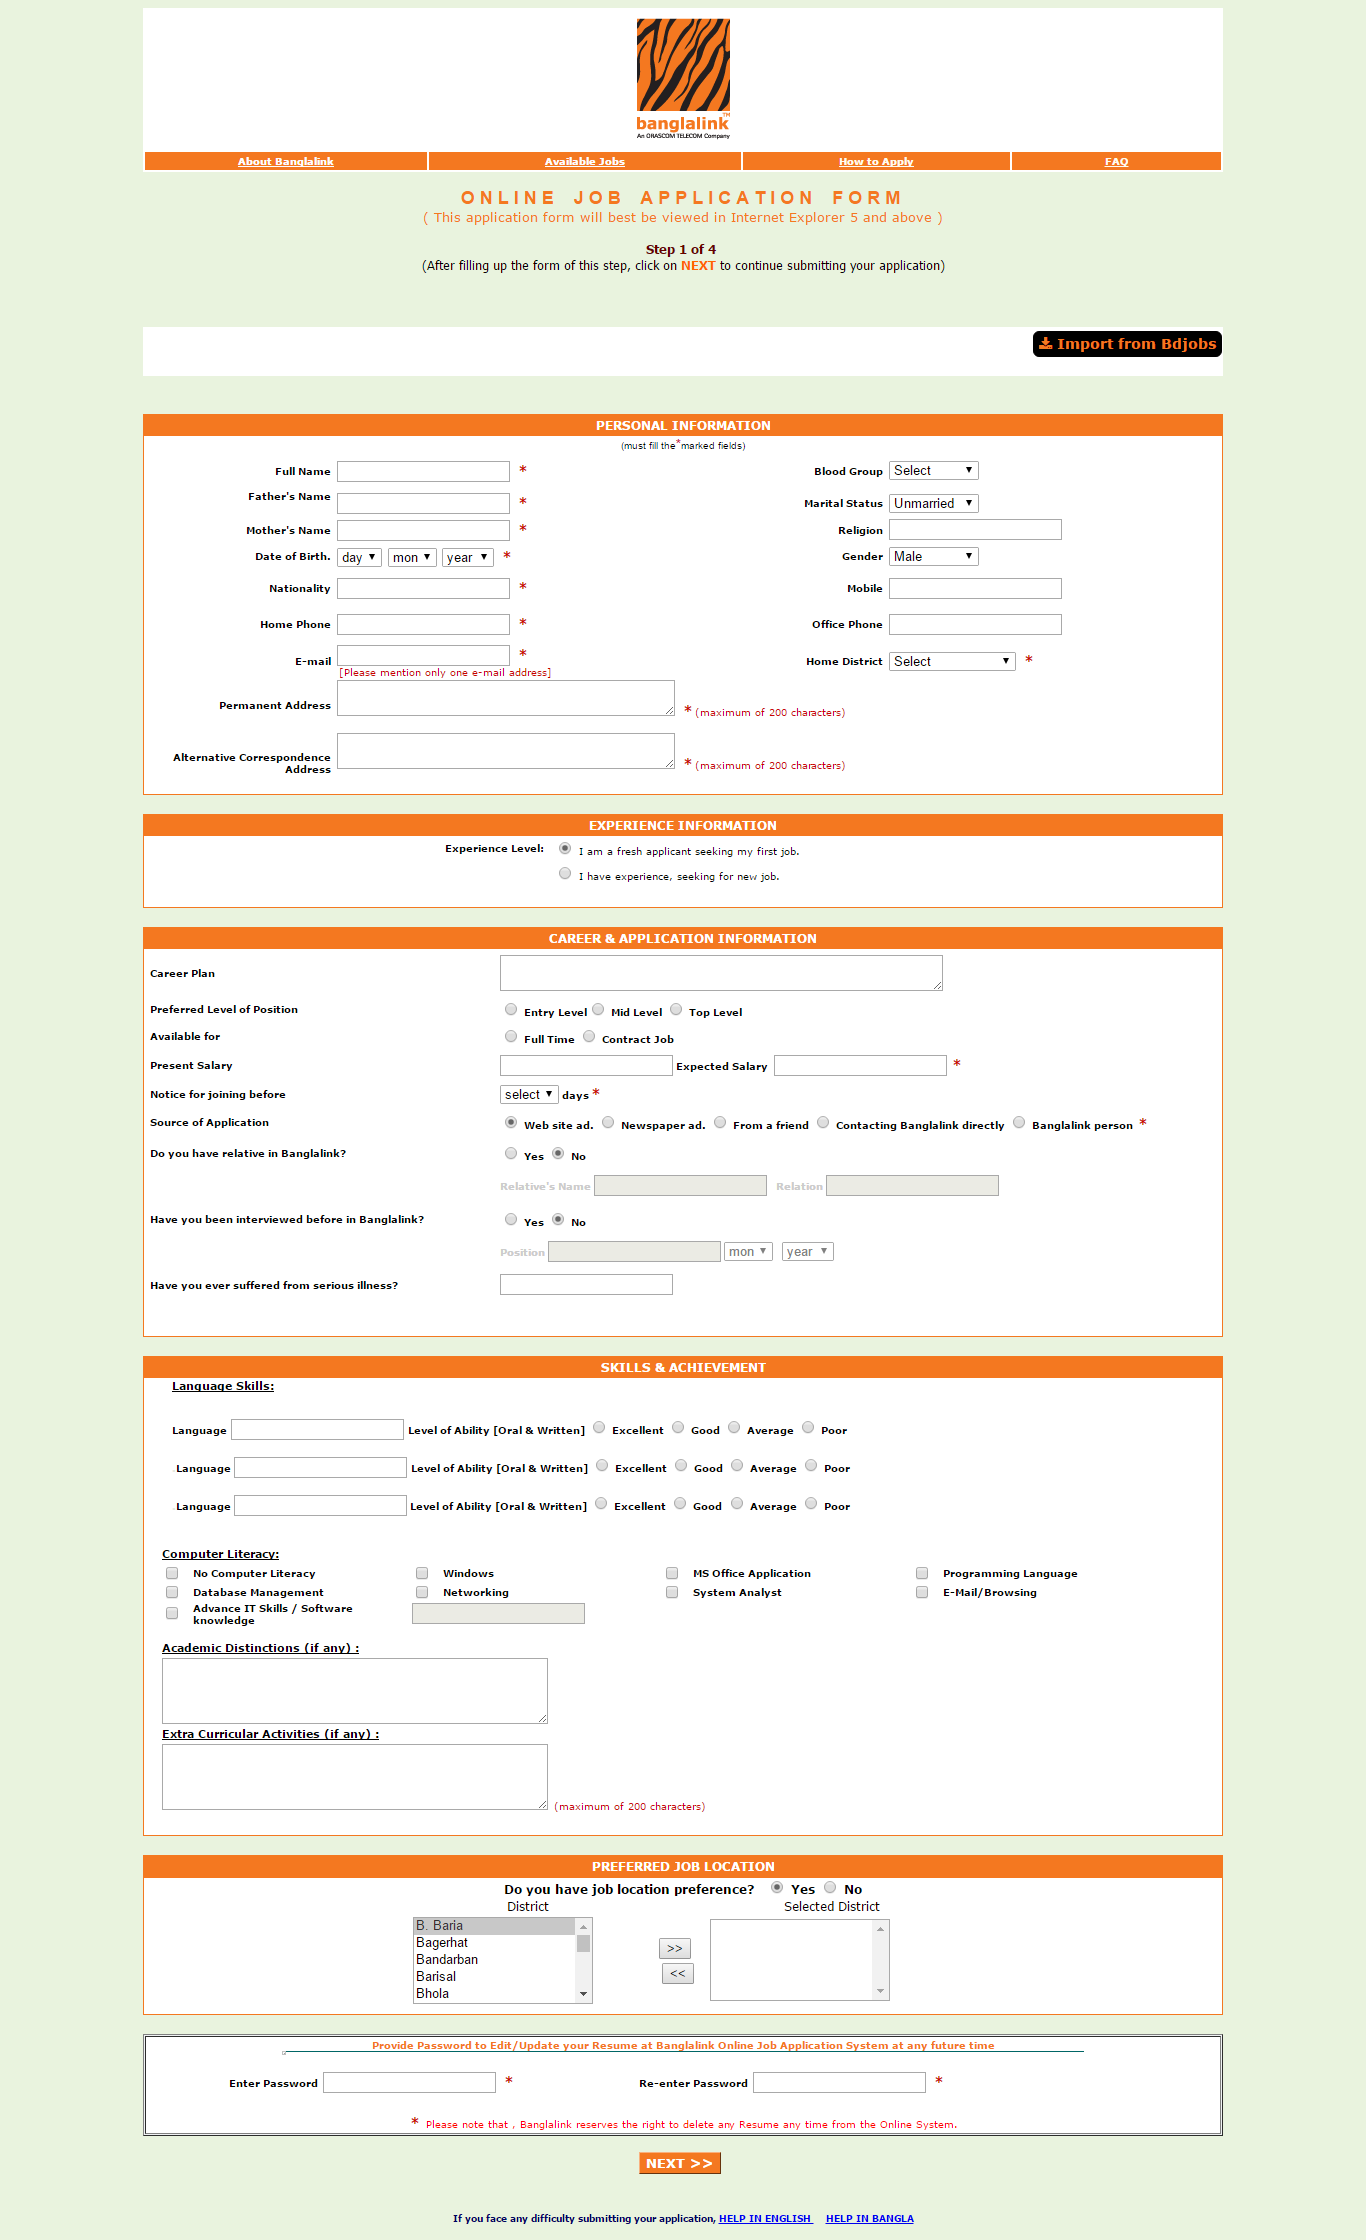 banglalink™
An ORASCOM TELECOM Company
About Banglalink Available Jobs How to Apply FAQ
ONLINE JOB APPLICATION FORM
( This application form will best be viewed in Internet Explorer 5 and above )
Step 1 of 4
(After filling up the form of this step, click on NEXT to continue submitting your application)
Import from Bdjobs
PERSONAL INFORMATION
(must fill the*marked fields)
Full Name * Blood Group Select
Father's Name * Marital Status Unmarried
Mother's Name * Religion
Date of Birth. day mon year * Gender Male
Nationality * Mobile
Home Phone * Office Phone
E-mail * Home District Select *
[Please mention only one e-mail address]
Permanent Address * (maximum of 200 characters)
Alternative Correspondence
Address * (maximum of 200 characters)
EXPERIENCE INFORMATION
Experience Level: I am a fresh applicant seeking my first job.
I have experience, seeking for new job.
CAREER & APPLICATION INFORMATION
Career Plan
Preferred Level of Position Entry Level Mid Level Top Level
Available for Full Time Contract Job
Present Salary Expected Salary *
Notice for joining before select days *
Source of Application Web site ad. Newspaper ad. From a friend Contacting Banglalink directly Banglalink person *
Do you have relative in Banglalink? Yes No
Relative's Name Relation
Have you been interviewed before in Banglalink? Yes No
Position mon year
Have you ever suffered from serious illness?
SKILLS & ACHIEVEMENT
Language Skills:
Language Level of Ability [Oral & Written] Excellent Good Average Poor
Language Level of Ability [Oral & Written] Excellent Good Average Poor
Language Level of Ability [Oral & Written] Excellent Good Average Poor
Computer Literacy:
No Computer Literacy Windows MS Office Application Programming Language
Database Management Networking System Analyst E-Mail/Browsing
Advance IT Skills / Software
knowledge
Academic Distinctions (if any) :
Extra Curricular Activities (if any) :
(maximum of 200 characters)
PREFERRED JOB LOCATION
Do you have job location preference? Yes No
District Selected District
B. Baria
Bagerhat
Bandarban
Barisal
Bhola
>>
<<
Provide Password to Edit/Update your Resume at Banglalink Online Job Application System at any future time
Enter Password * Re-enter Password *
* Please note that , Banglalink reserves the right to delete any Resume any time from the Online System.
NEXT >>
If you face any difficulty submitting your application, HELP IN ENGLISH HELP IN BANGLA